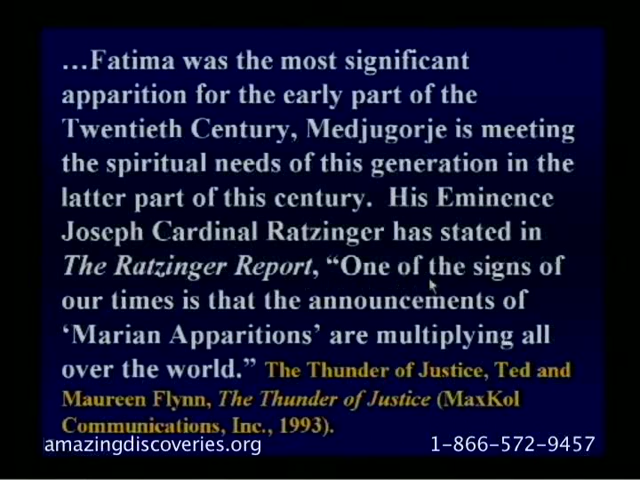 ...Fatima was the most significant
apparition for the early part of the
Twentieth Century, Medjugorje is meeting
the spiritual needs of this generation in the
latter part of this century. His Eminence
Joseph Cardinal Ratzinger has stated in
The Ratzinger Report, “One of the signs of
our times is that the announcements of
‘Marian Apparitions’ are multiplying all
over the world.” The Thunder of Justice, Ted and
Maureen Flynn, The Thunder of Justice (MaxKol
Communications, Inc., 1993).
amazingdiscoveries.org 1-866-572-9457